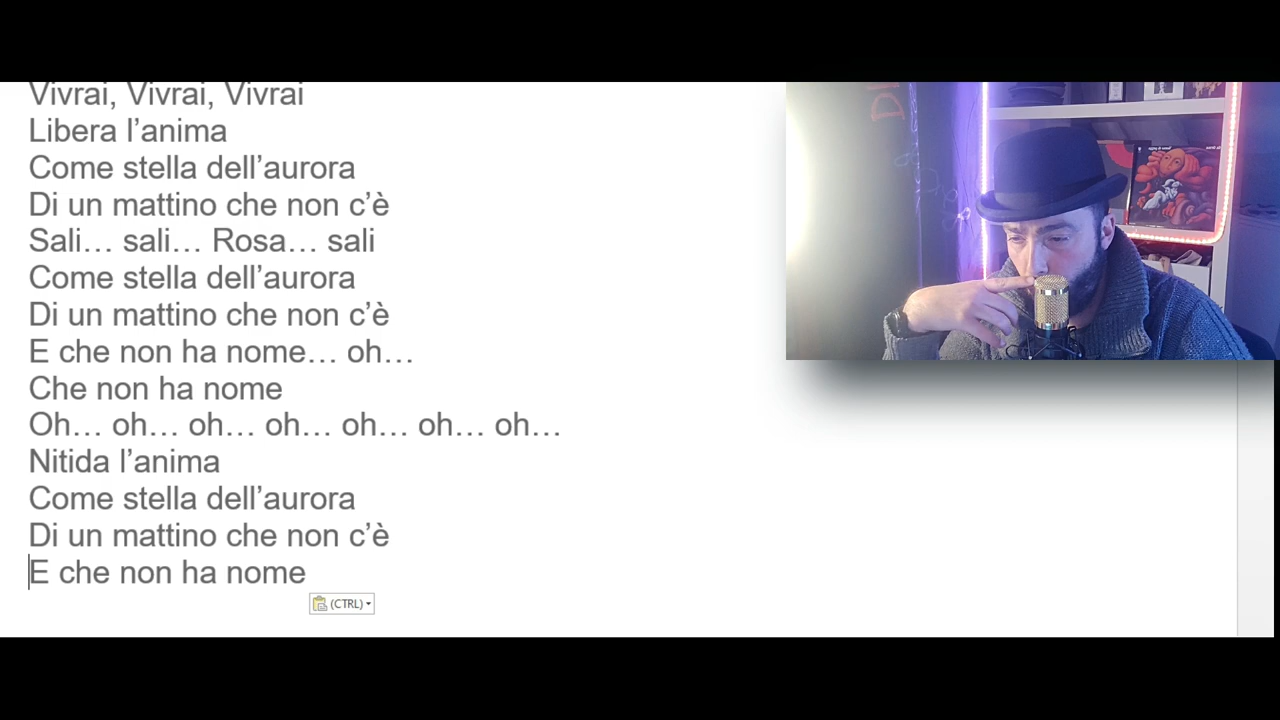 Vivrai, Vivrai, Vivrai
Libera l’anima
Come stella dell’aurora
Di un mattino che non c’è
Sali… sali… Rosa… sali
Come stella dell’aurora
Di un mattino che non c’è
E che non ha nome… oh…
Che non ha nome
Oh… oh… oh… oh… oh… oh… oh…
Nitida l’anima
Come stella dell’aurora
Di un mattino che non c’è
E che non ha nome
(CTRL)